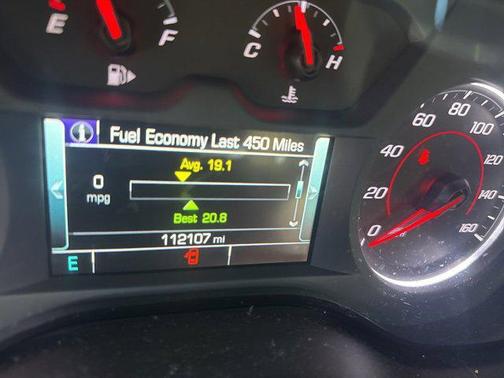 E F
C H
Fuel Economy Last 450 Miles
Avg. 19.1
0
mpg
Best 20.8
112107 mi
E
0 20 40 60 80 100 120 140 160